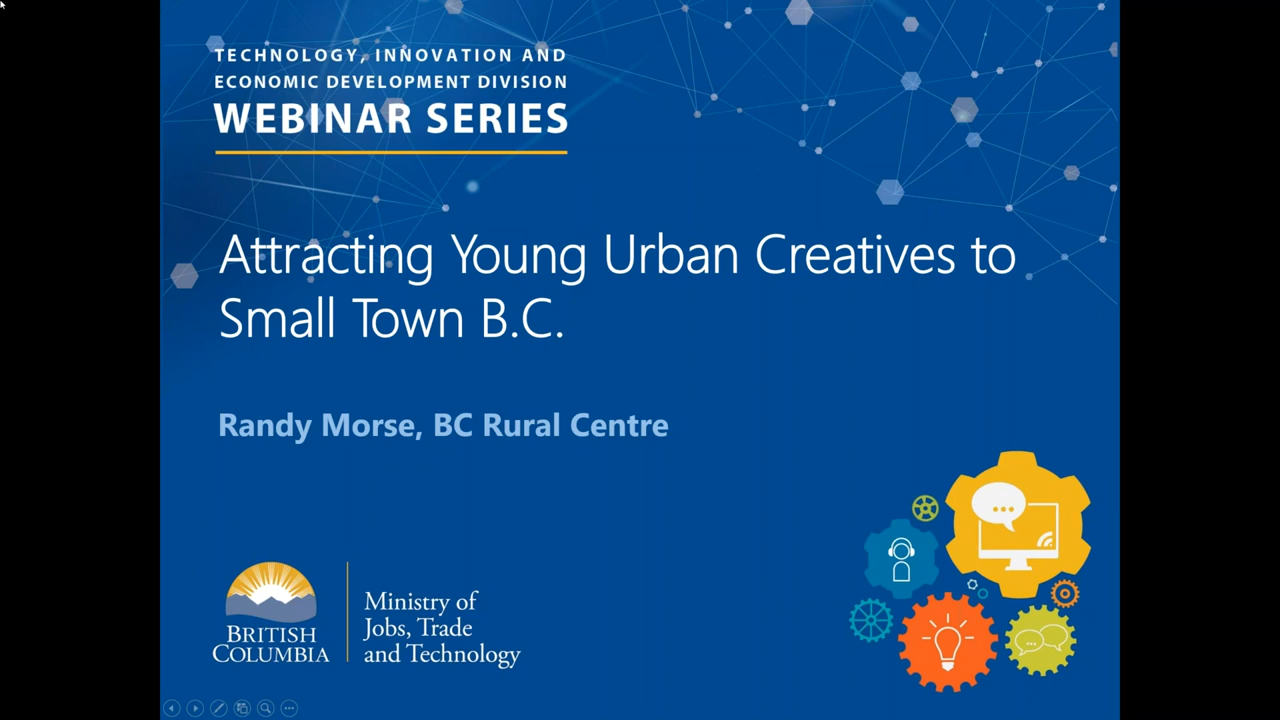 TECHNOLOGY, INNOVATION AND
ECONOMIC DEVELOPMENT DIVISION
WEBINAR SERIES
Attracting Young Urban Creatives to
Small Town B.C.
Randy Morse, BC Rural Centre
BRITISH
COLUMBIA
Ministry of
Jobs, Trade
and Technology